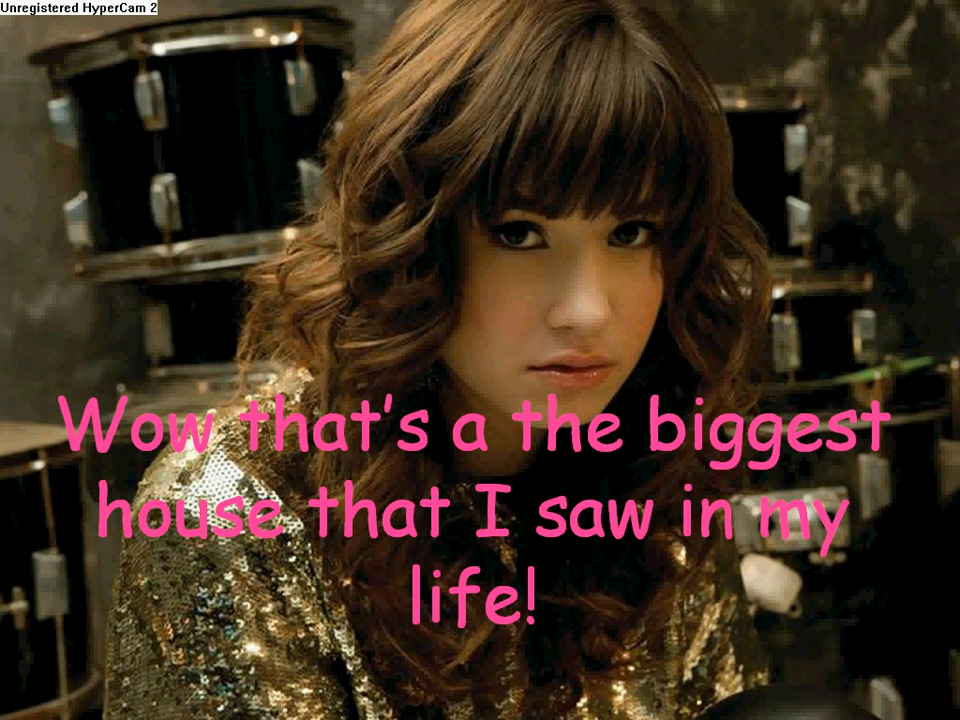 Unregistered HyperCam 2
Wow that's a the biggest
house that I saw in my
life!